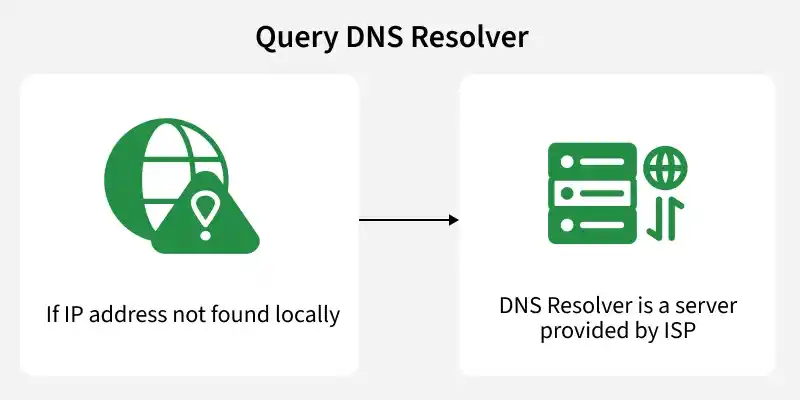 Query DNS Resolver
If IP address not found locally
DNS Resolver is a server
provided by ISP